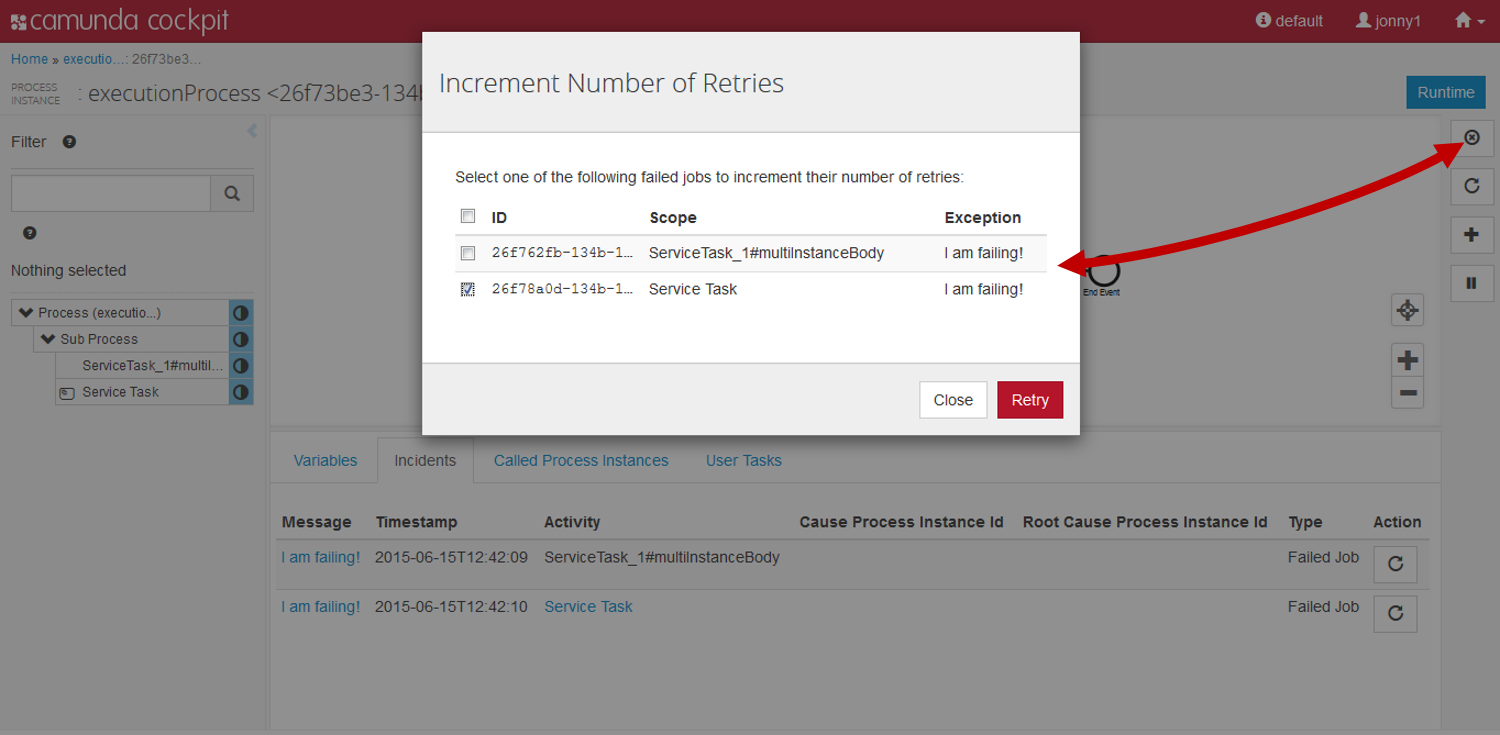 camunda cockpit
default
jonny1
Home » executio...: 26f73be3...
PROCESS INSTANCE
: executionProcess <26f73be3-134b
Runtime
Increment Number of Retries
Select one of the following failed jobs to increment their number of retries:
ID Scope Exception
26f762fb-134b-1... ServiceTask_1#multiInstanceBody I am failing!
26f78a0d-134b-1... Service Task I am failing!
Close
Retry
Filter
Nothing selected
Process (executio...)
Sub Process
ServiceTask_1#multiI...
Service Task
End Event
Variables
Incidents
Called Process Instances
User Tasks
Message Timestamp Activity Cause Process Instance Id Root Cause Process Instance Id Type Action
I am failing! 2015-06-15T12:42:09 ServiceTask_1#multiInstanceBody Failed Job
I am failing! 2015-06-15T12:42:10 Service Task Failed Job